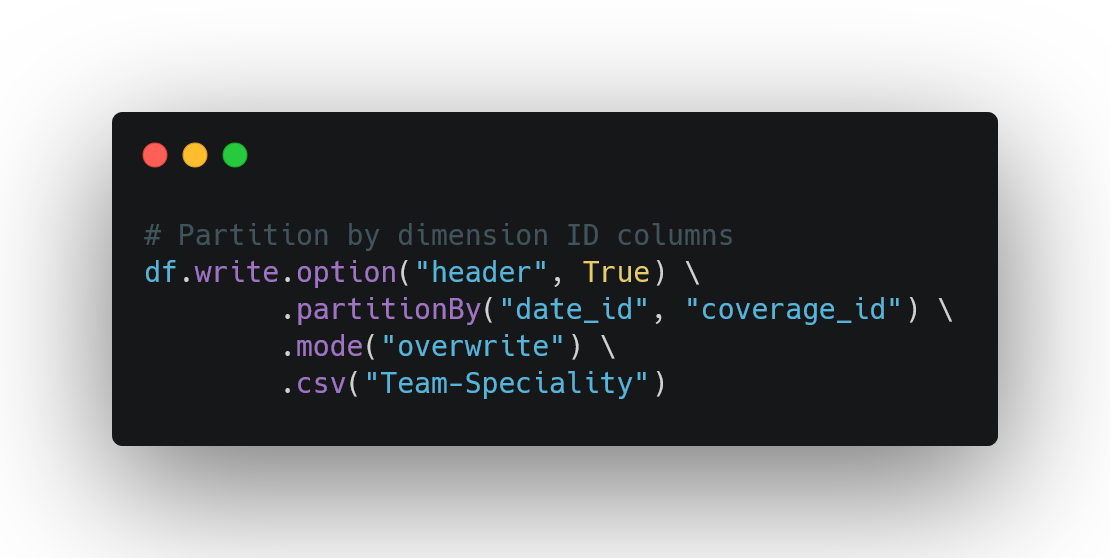 # Partition by dimension ID columns
df.write.option("header", True) \
        .partitionBy("date_id", "coverage_id") \
        .mode("overwrite") \
        .csv("Team-Speciality")